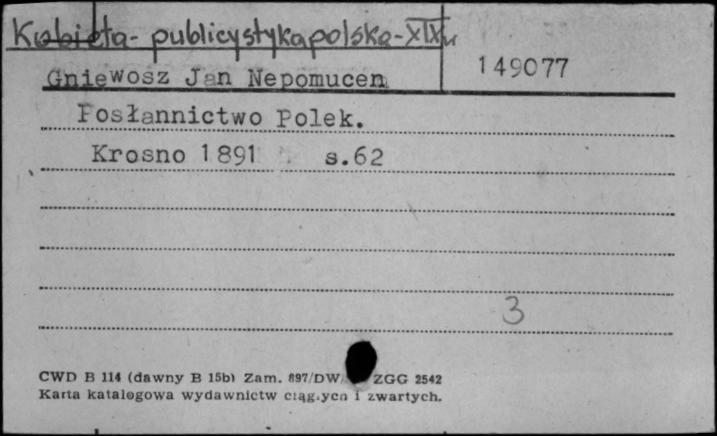 Kobieta - publicystyka polska - XIX w
Gniewosz Jan Nepomucen 149077
Posłannictwo Polek.
Krosno 1891 s.62
3
CWD B 114 (dawny B 15b) Zam. 897/DW ZGG 2542
Karta katalogowa wydawnictw ciągłych i zwartych.